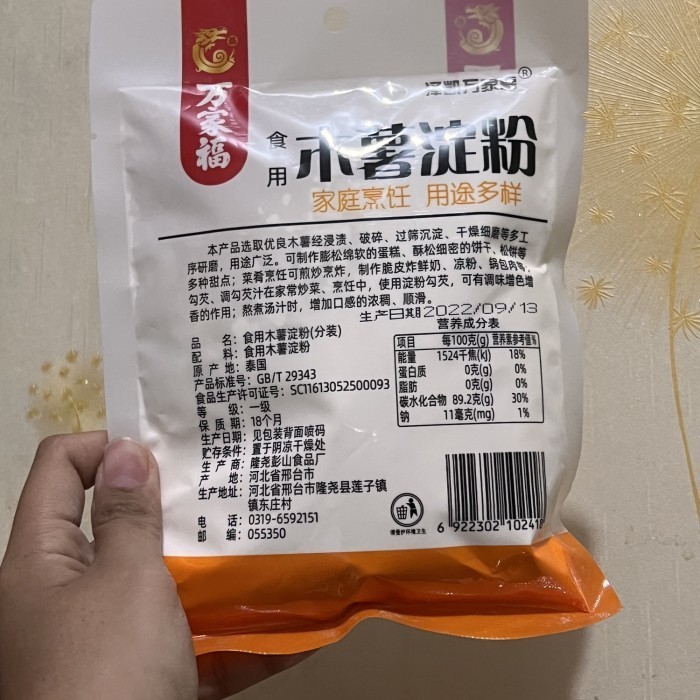 万家福
泽凯万家福®
食用
木薯淀粉
家庭烹饪 用途多样
本产品选取优良木薯经浸渍、破碎、过筛沉淀、干燥细磨等多工
序研磨，用途广泛。可制作膨松绵软的蛋糕、酥松细密的饼干、松饼等
多种甜点；菜肴烹饪可煎炒烹炸，制作脆皮炸鲜奶、凉粉、锅包肉等，
勾芡、调勾芡汁在家常炒菜、烹饪中，使用淀粉勾芡，可有调味增色增
香的作用；熬煮汤汁时，增加口感的浓稠、顺滑。
生产日期2022/09/13
品 名：食用木薯淀粉(分装)
配 料：食用木薯淀粉
原 产 地：泰国
产品标准号：GB/T 29343
食品生产许可证号：SC11613052500093
等 级：一级
保 质 期：18个月
生产日期：见包装背面喷码
贮存条件：置于阴凉干燥处
生 产 商：隆尧彭山食品厂
产 地：河北省邢台市
生产地址：河北省邢台市隆尧县莲子镇
镇东庄村
电 话：0319-6592151
邮 编：055350
营养成分表
项目 每100克(g) 营养素参考值%
能量 1524千焦(kj) 18%
蛋白质 0克(g) 0%
脂肪 0克(g) 0%
碳水化合物 89.2克(g) 30%
钠 11毫克(mg) 1%
请爱护环境卫生
6 922302 102418